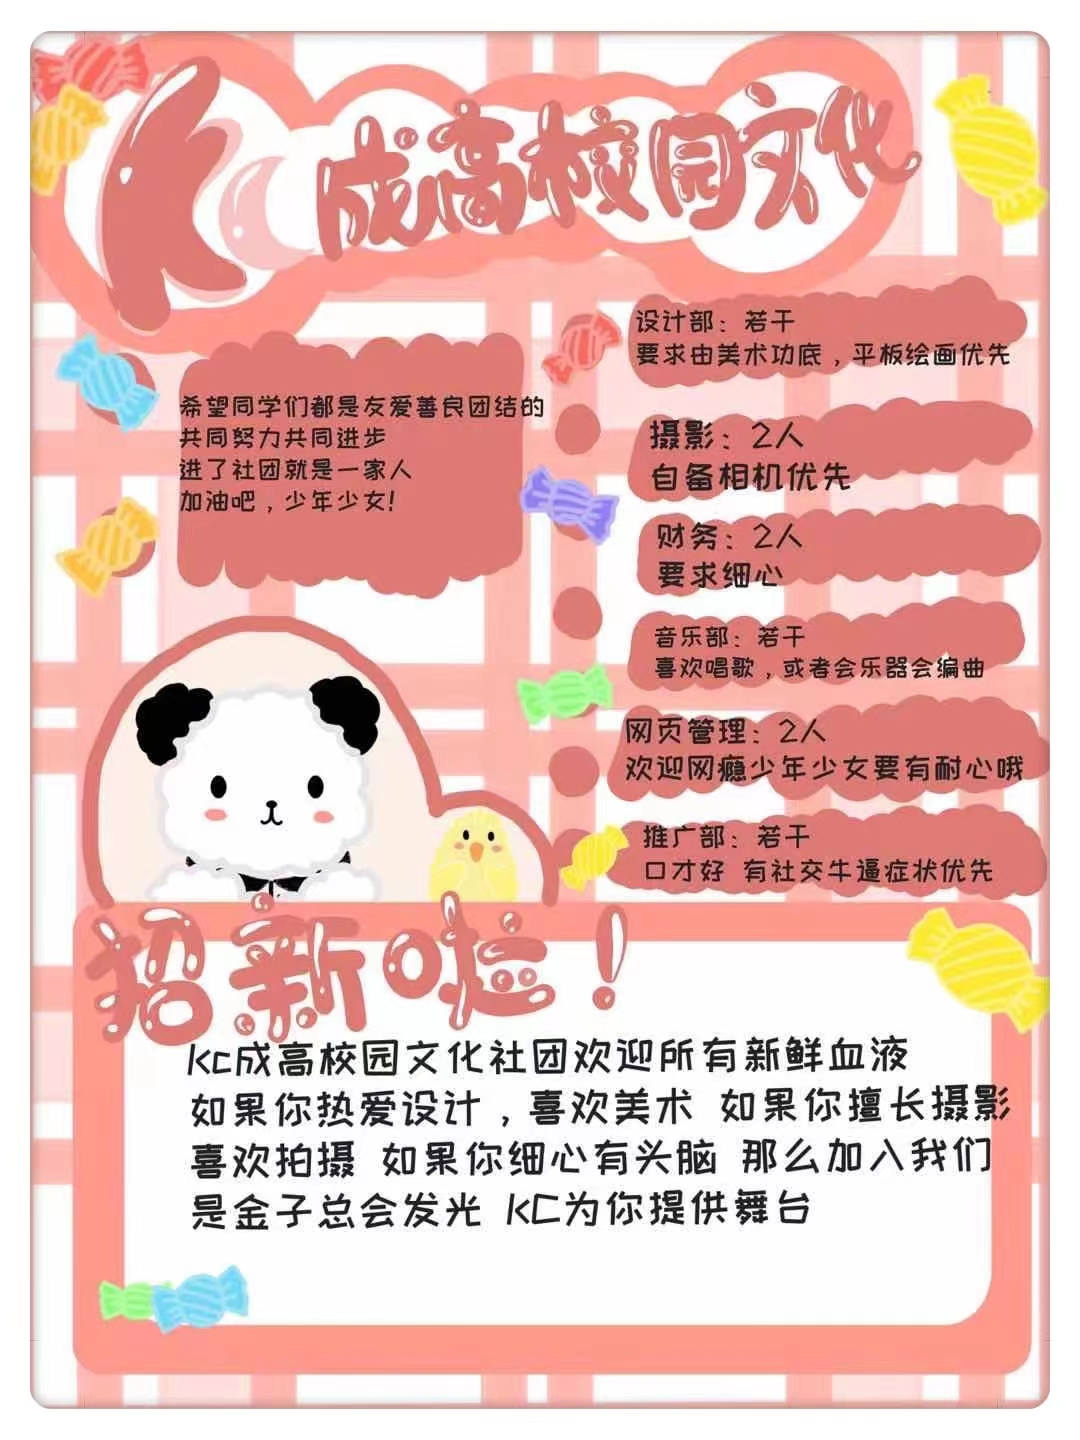 KC成高校园文化
希望同学们都是友爱善良团结的
共同努力共同进步
进了社团就是一家人
加油吧，少年少女！
设计部：若干
要求由美术功底，平板绘画优先
摄影：2人
自备相机优先
财务：2人
要求细心
音乐部：若干
喜欢唱歌，或者会乐器会编曲
网页管理：2人
欢迎网瘾少年少女要有耐心哦
推广部：若干
口才好 有社交牛逼症状优先
招新啦！
kc成高校园文化社团欢迎所有新鲜血液
如果你热爱设计，喜欢美术 如果你擅长摄影
喜欢拍摄 如果你细心有头脑 那么加入我们
是金子总会发光 KC为你提供舞台